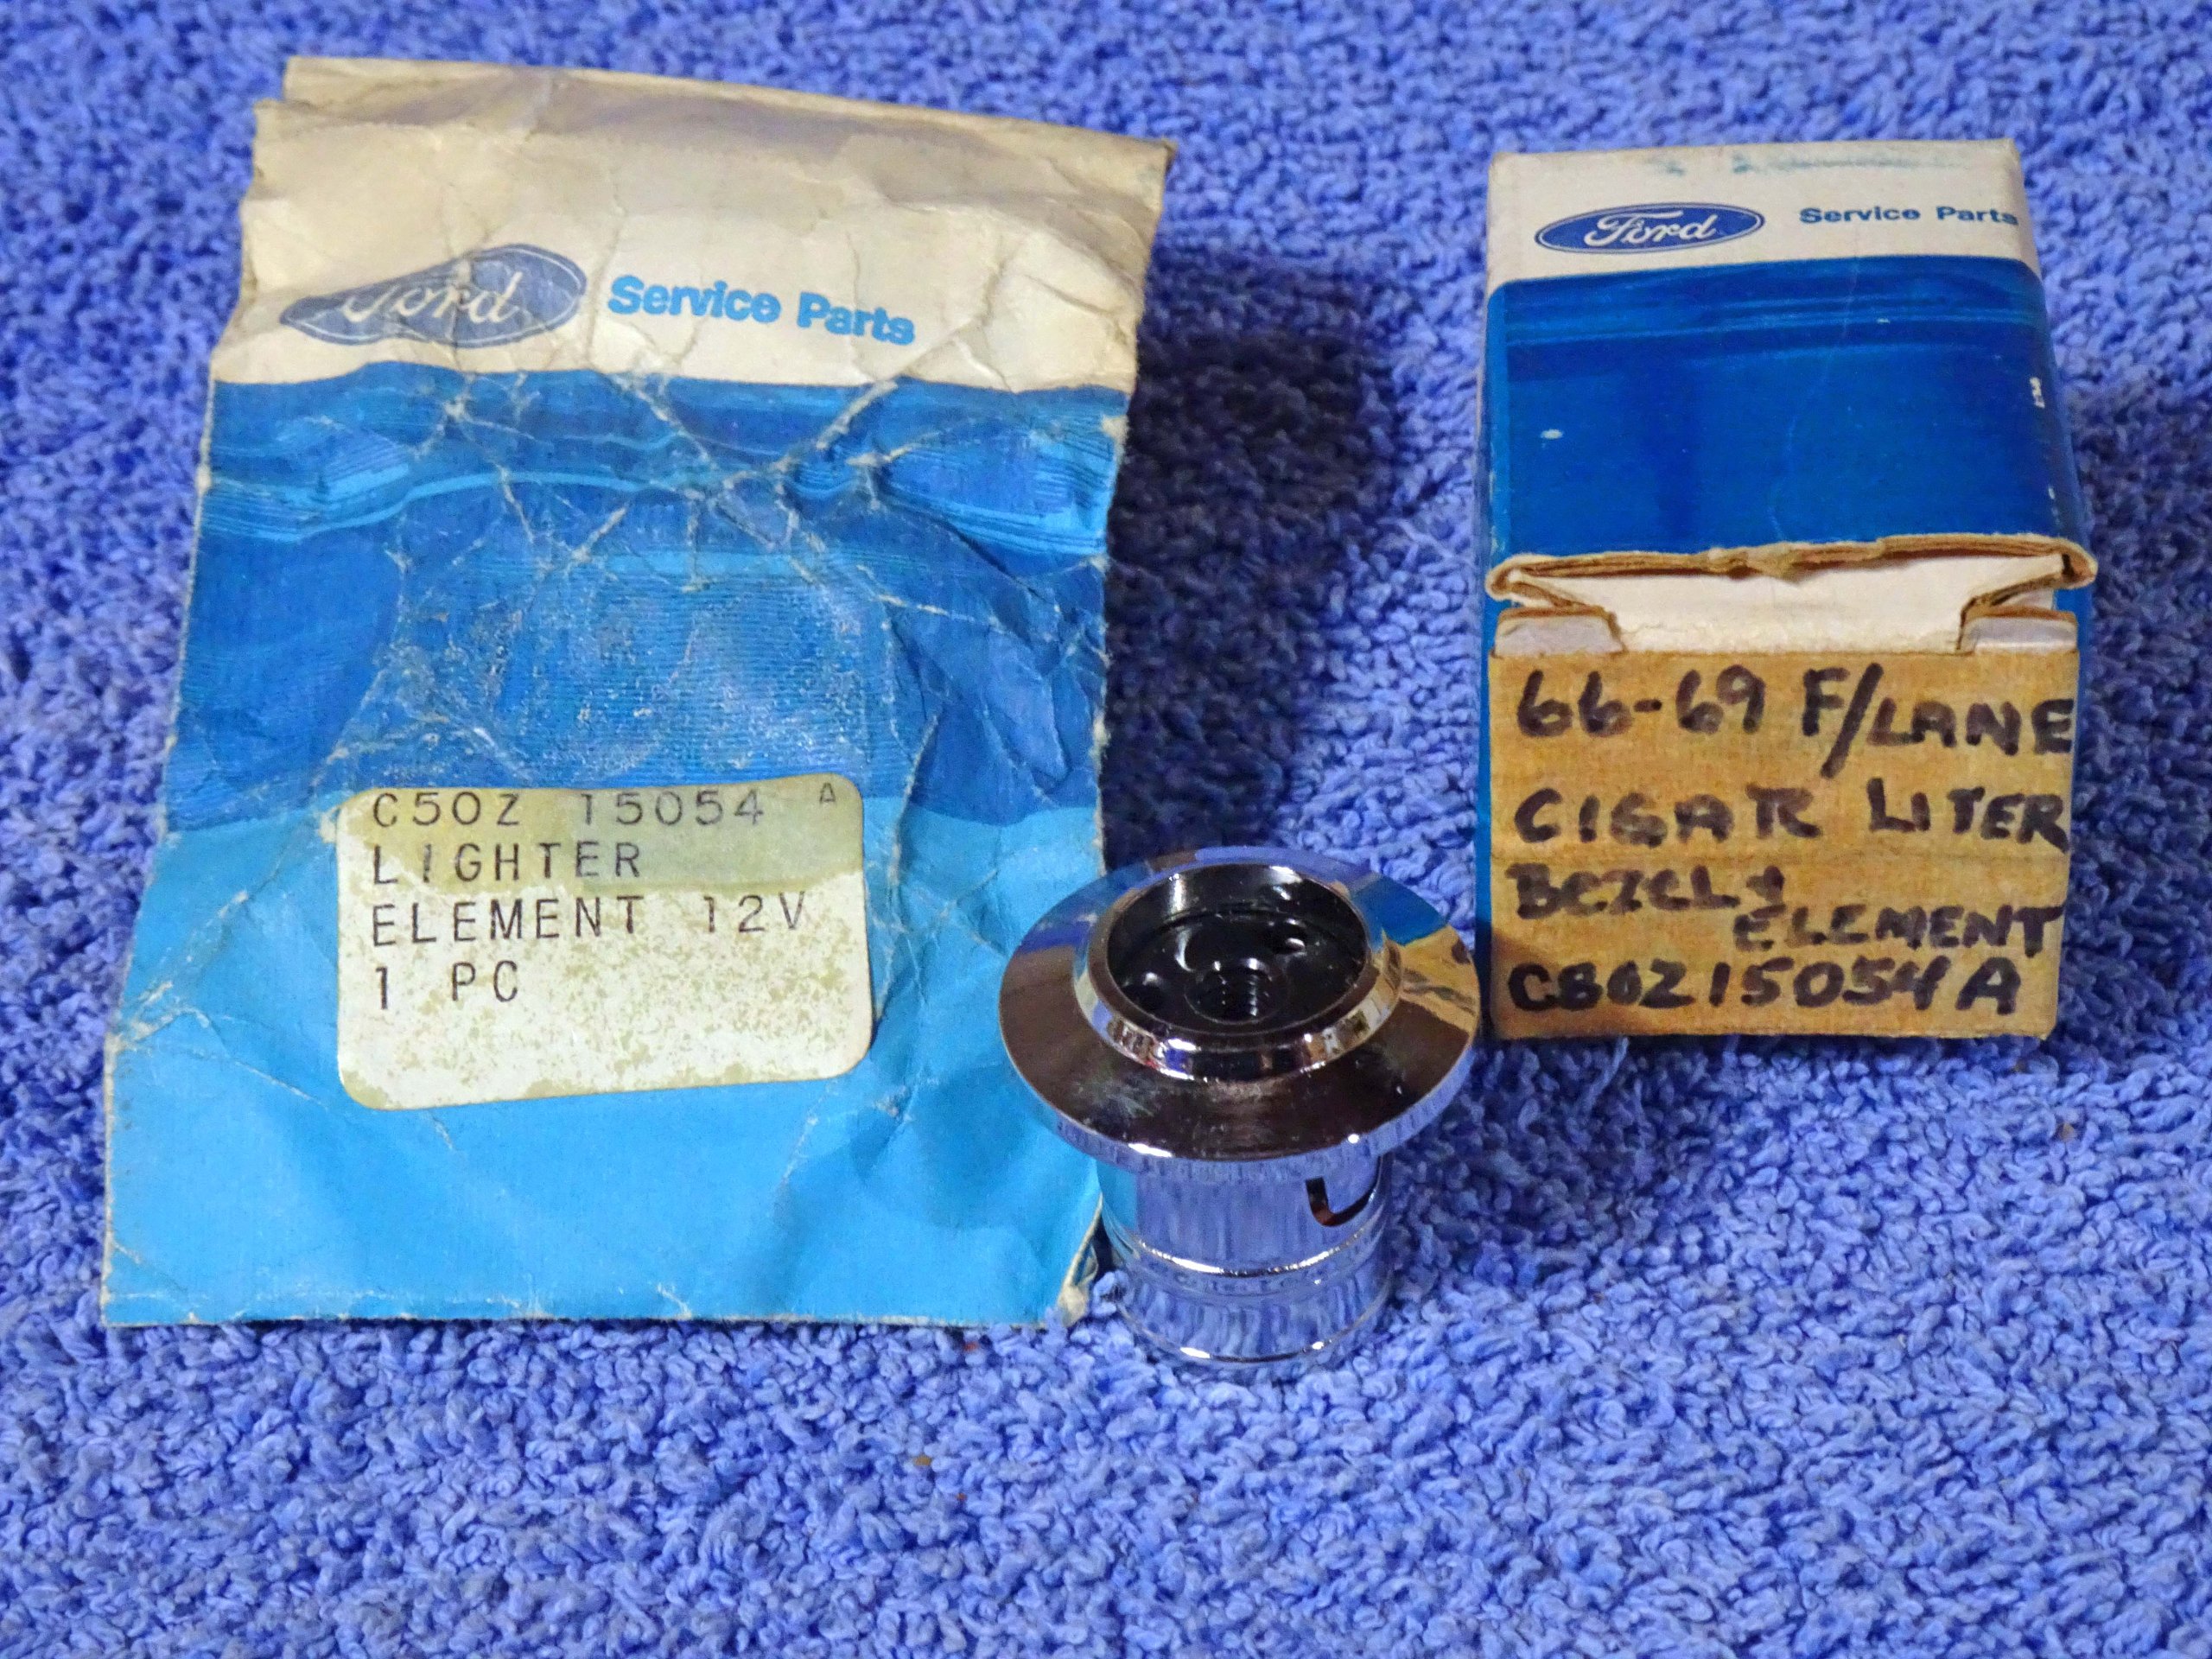 Ford Service Parts
C5OZ 15054 A
LIGHTER
ELEMENT 12V
1 PC
Ford Service Parts
66-69 F/LANE
CIGAR LITER
BEZEL &
ELEMENT
C8OZ15054A